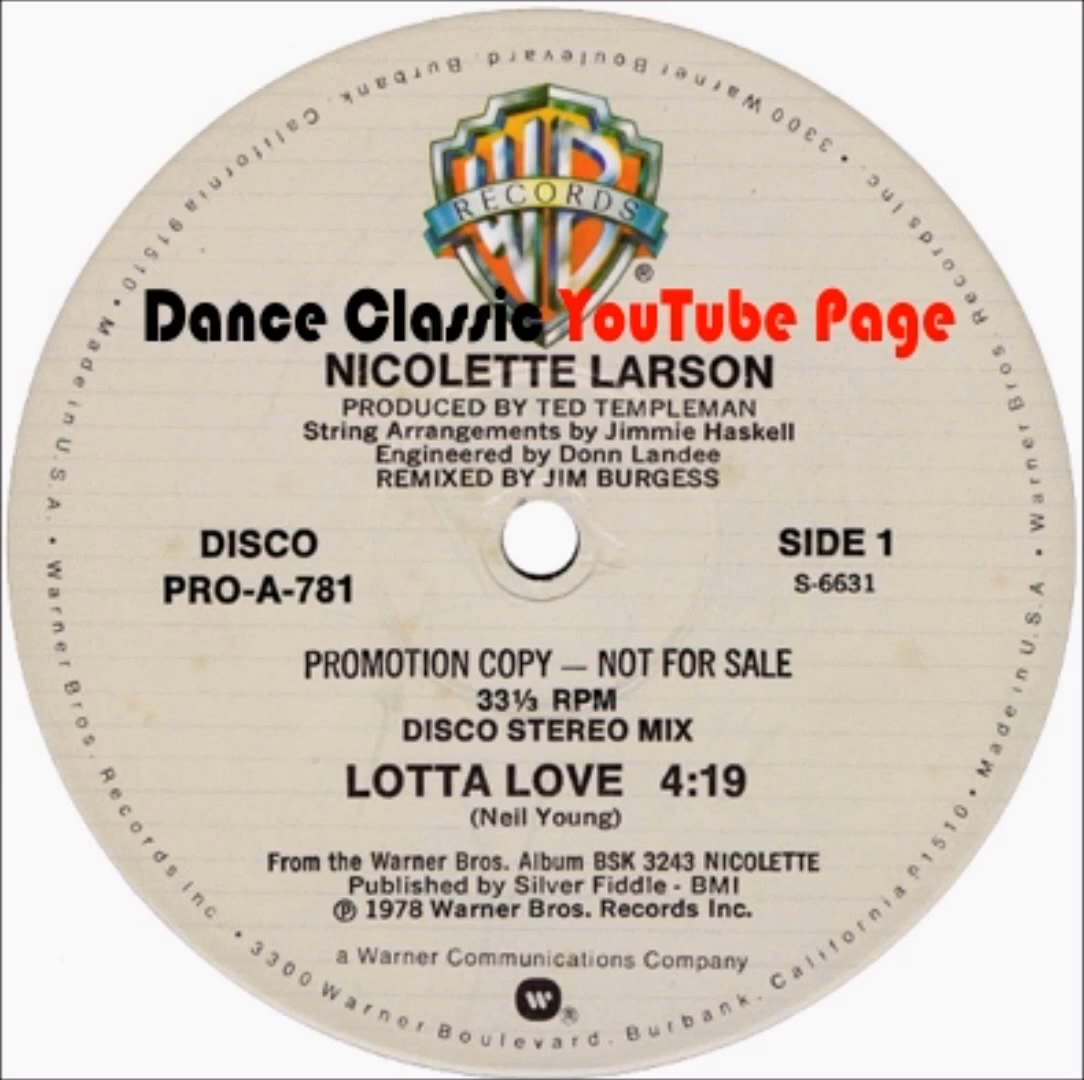 WB
RECORDS
®
Dance Classic YouTube Page
NICOLETTE LARSON
PRODUCED BY TED TEMPLEMAN
String Arrangements by Jimmie Haskell
Engineered by Donn Landee
REMIXED BY JIM BURGESS
DISCO
PRO-A-781
SIDE 1
S-6631
PROMOTION COPY — NOT FOR SALE
33⅓ RPM
DISCO STEREO MIX
LOTTA LOVE 4:19
(Neil Young)
From the Warner Bros. Album BSK 3243 NICOLETTE
Published by Silver Fiddle - BMI
℗ 1978 Warner Bros. Records Inc.
a Warner Communications Company
W®
Made in U.S.A. • Warner Bros. Records Inc. • 3300 Warner Boulevard. Burbank. California 91510 • Made in U.S.A. • Warner Bros. Records Inc. • 3300 Warner Boulevard. Burbank. California 91510 •